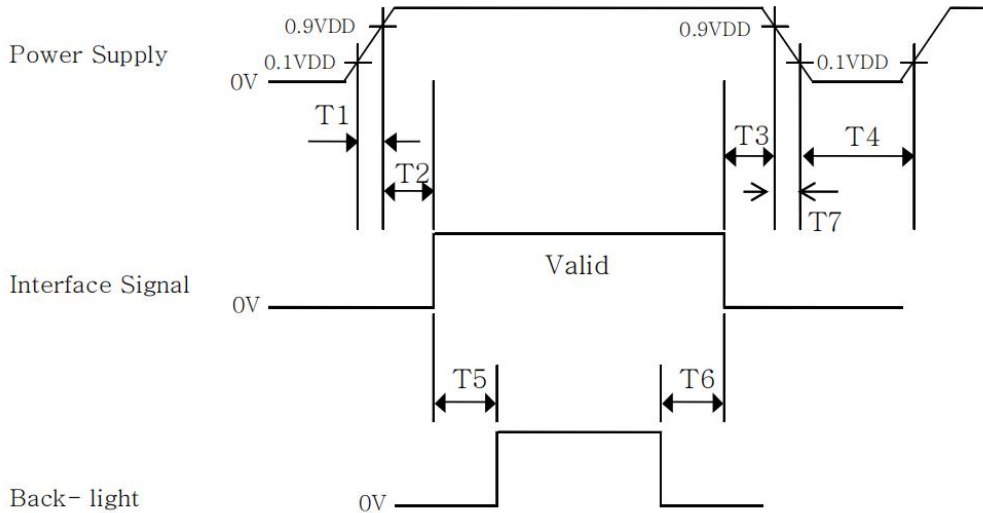 Power Supply
0.9VDD
0.1VDD
0V
0.9VDD
0.1VDD
T1
T2
T3
T4
T7
Interface Signal
0V
Valid
T5
T6
Back- light
0V